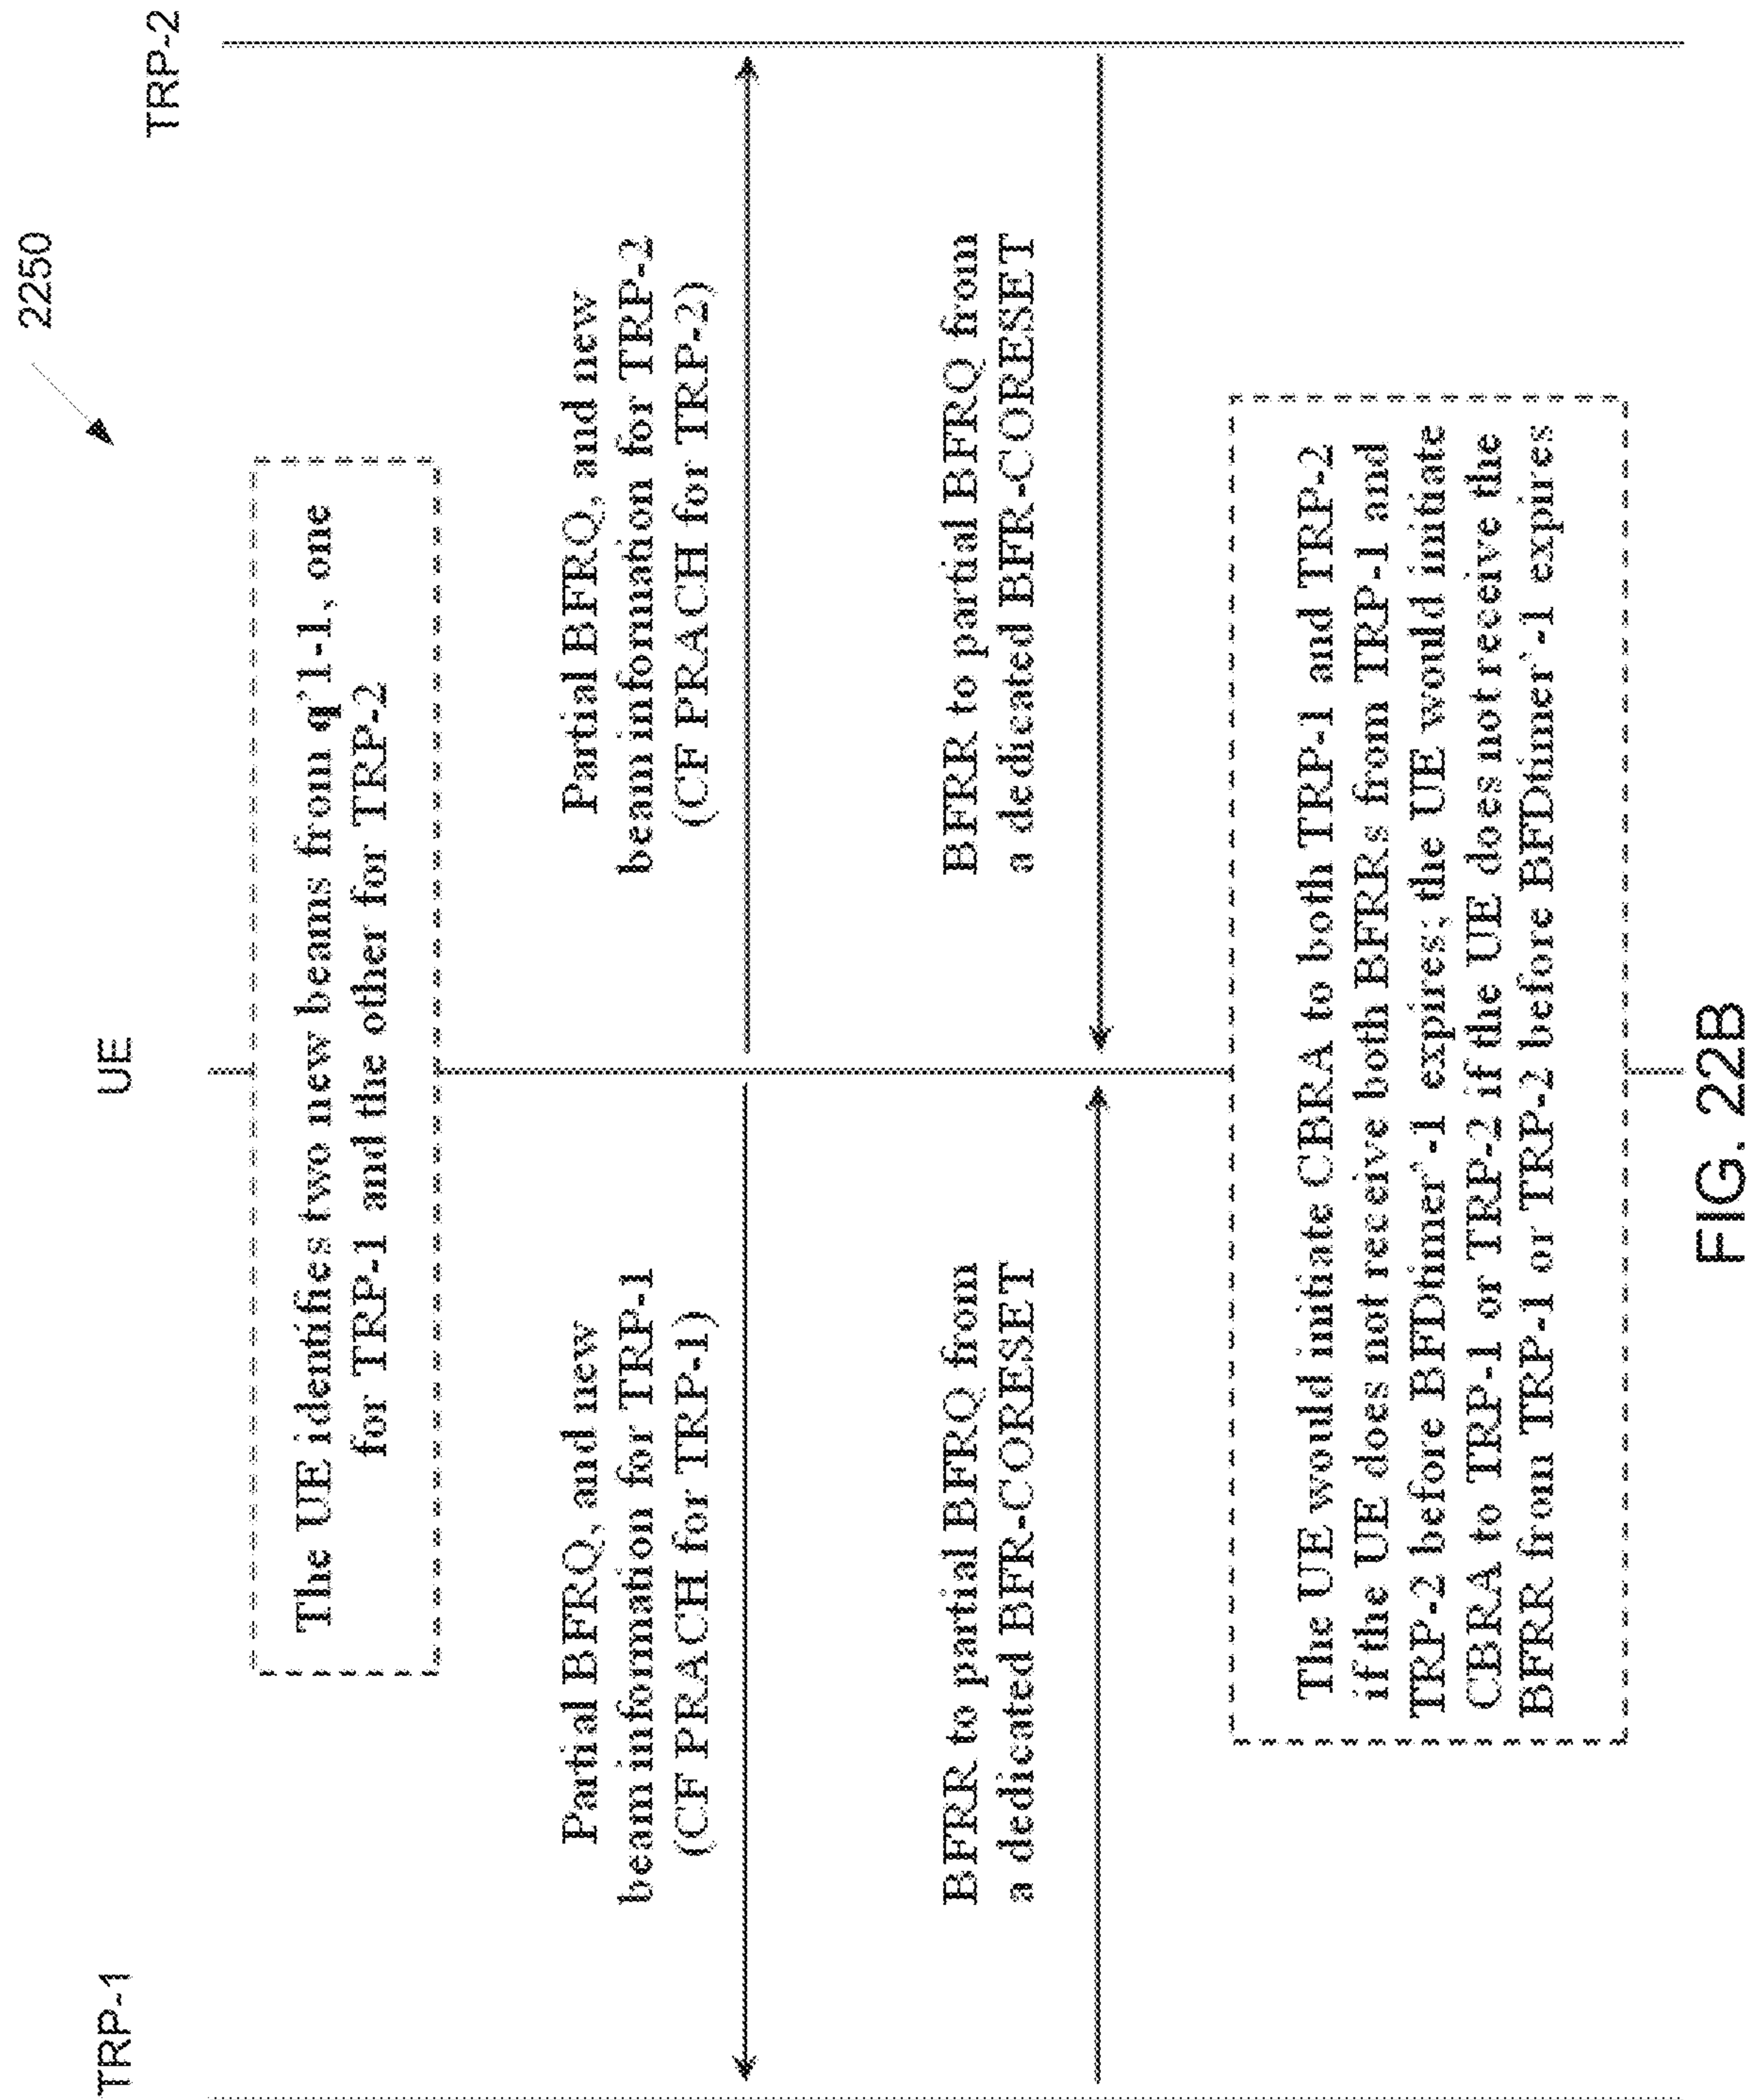 2250
TRP-1
UE
TRP-2
The UE identifies two new beams from q'1-1, one
for TRP-1 and the other for TRP-2
Partial BFRQ, and new
beam infomation for TRP-1
(CF PRACH for TRP-1)
Partial BFRQ, and new
beam infomation for TRP-2
(CF PRACH for TRP-2)
BFRR to partial BFRQ from
a dedicated BFR-CORESET
BFRR to partial BFRQ from
a dedicated BFR-CORESET
The UE would initiate CBRA to both TRP-1 and TRP-2
if the UE does not receive both BFRRs from TRP-1 and
TRP-2 before BFDtimer`-1 expires; the UE would initiate
CBRA to TRP-1 or TRP-2 if the UE does not receive the
BFRR from TRP-1 or TRP-2 before BFDtimer`-1 expires
FIG. 22B